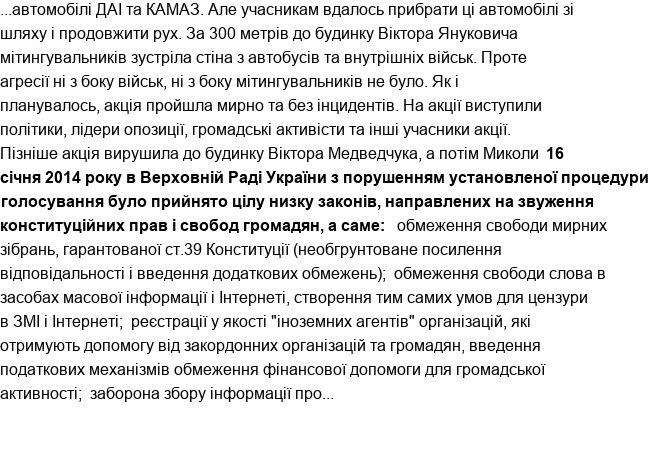 ...автомобілі ДАІ та КАМАЗ. Але учасникам вдалось прибрати ці автомобілі зі
шляху і продовжити рух. За 300 метрів до будинку Віктора Януковича
мітингувальників зустріла стіна з автобусів та внутрішніх військ. Проте
агресії ні з боку військ, ні з боку мітингувальників не було. Як і
планувалось, акція пройшла мирно та без інцидентів. На акції виступили
політики, лідери опозиції, громадські активісти та інші учасники акції.
Пізніше акція вирушила до будинку Віктора Медведчука, а потім Миколи 16
січня 2014 року в Верховній Раді України з порушенням установленої процедури
голосування було прийнято цілу низку законів, направлених на звуження
конституційних прав і свобод громадян, а саме: обмеження свободи мирних
зібрань, гарантованої ст.39 Конституції (необгрунтоване посилення
відповідальності і введення додаткових обмежень); обмеження свободи слова в
засобах масової інформації і Інтернеті, створення тим самих умов для цензури
в ЗМІ і Інтернеті; реєстрації у якості "іноземних агентів" організацій, які
отримують допомогу від закордонних організацій та громадян, введення
податкових механізмів обмеження фінансової допомоги для громадської
активності; заборона збору інформації про...